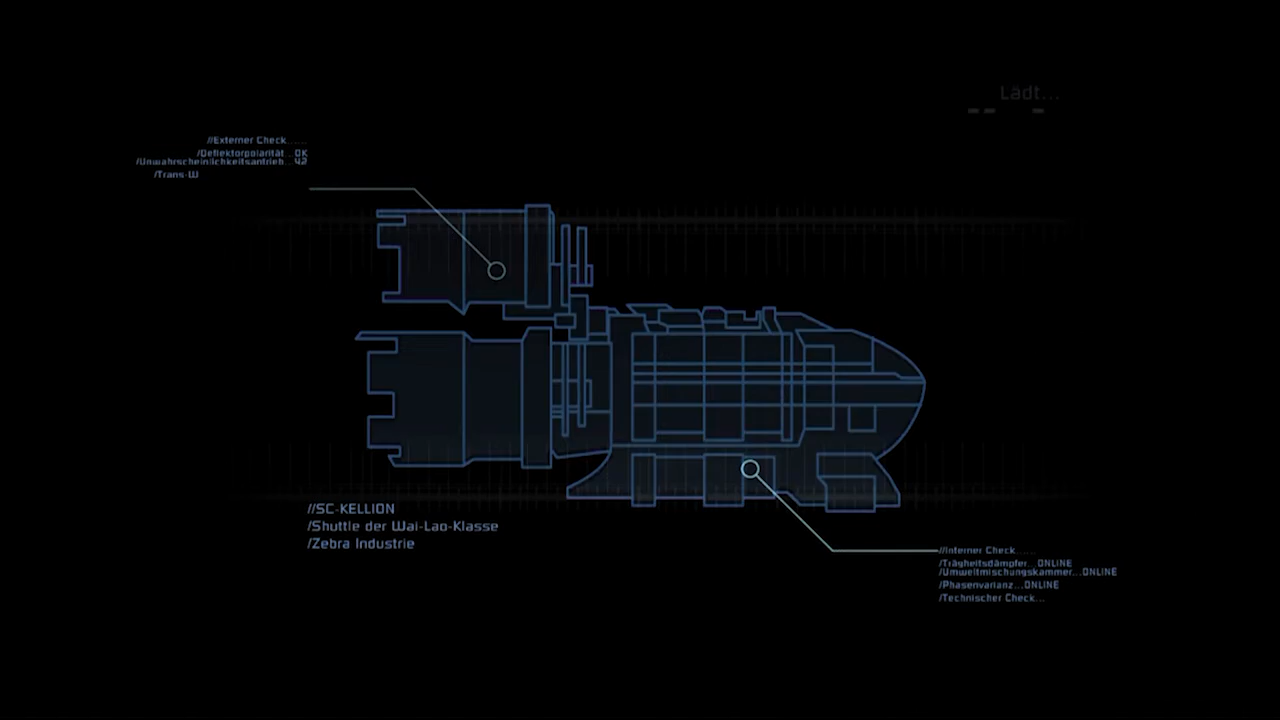 Lädt...
//Externer Check......
/Deflektorpolarität...OK
/Unwahrscheinlichkeitsantrieb...42
/Trans-W
//SC-KELLION
/Shuttle der Wai-Lao-Klasse
/Zebra Industrie
//Interner Check......
/Trägheitsdämpfer...ONLINE
/Umweltmischungskammer...ONLINE
/Phasenvarianz...ONLINE
/Technischer Check...